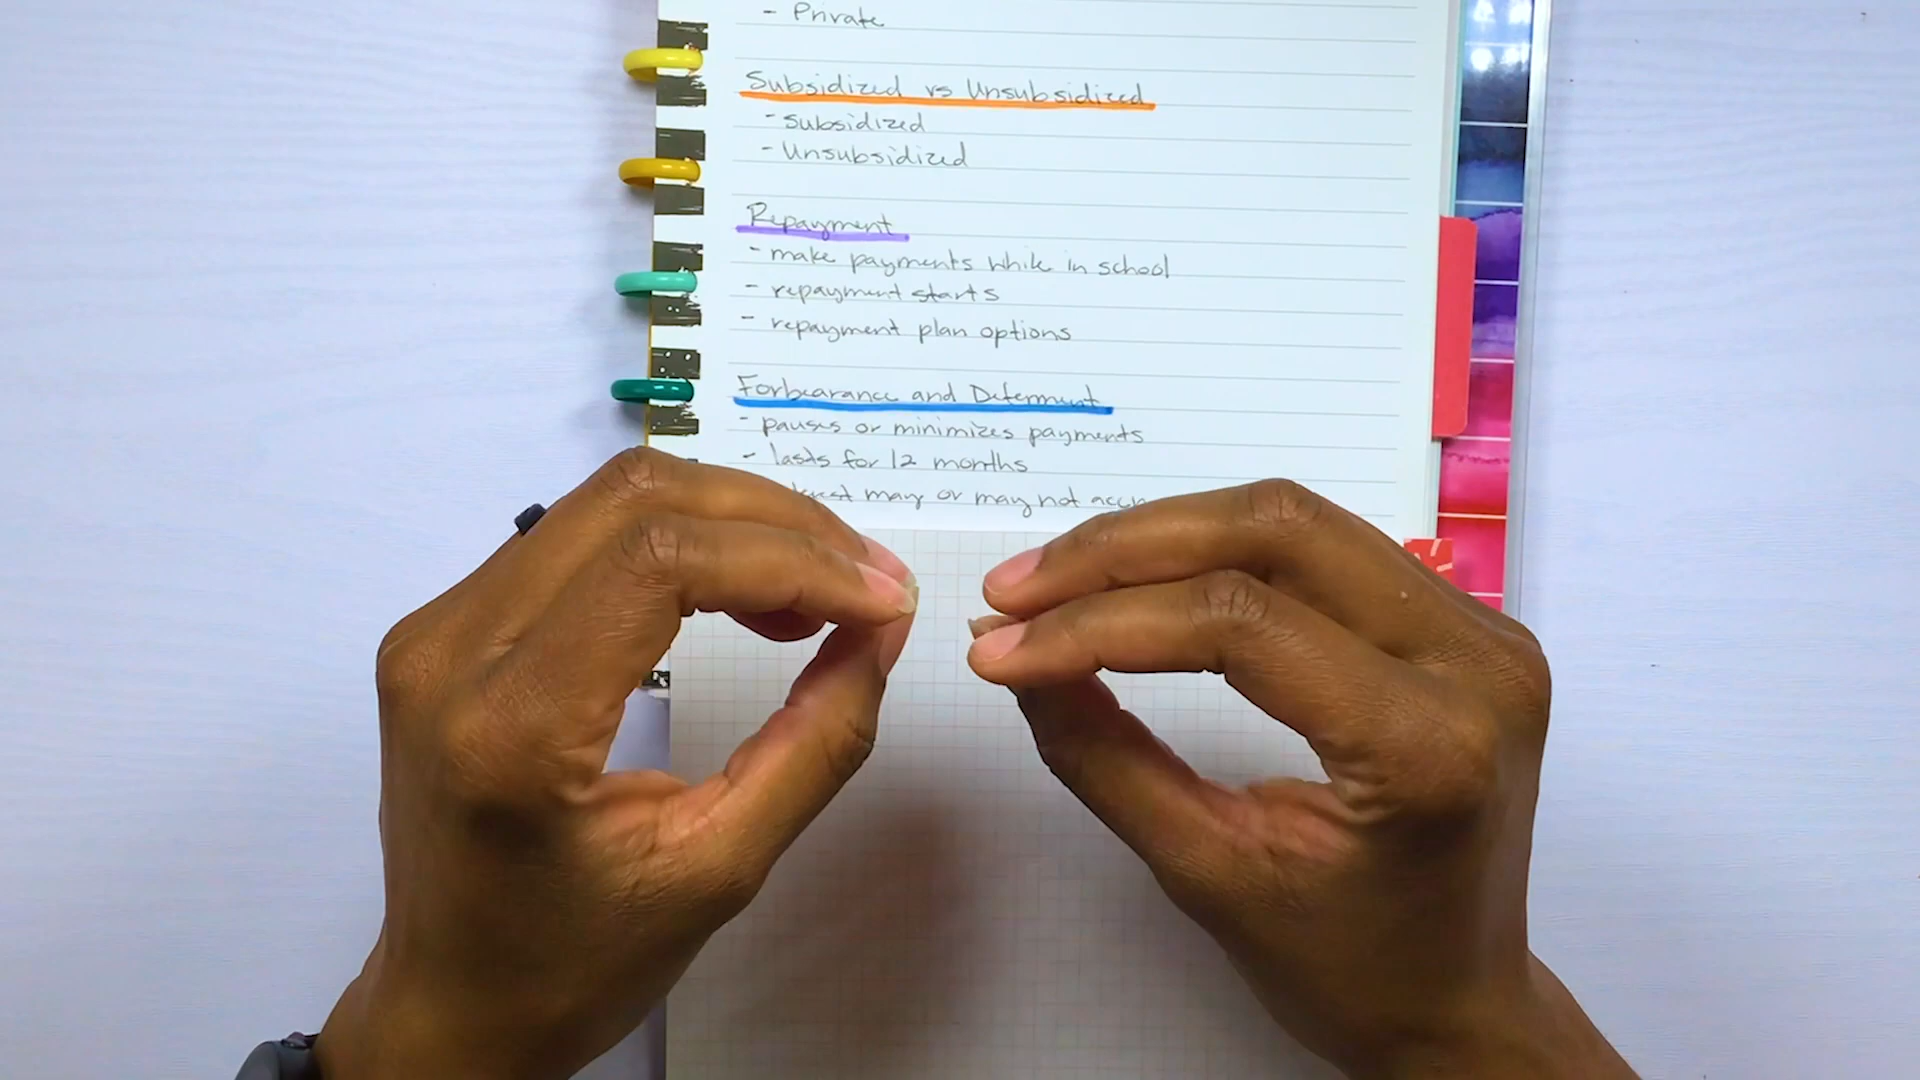 - Private
Subsidized vs Unsubsidized
- subsidized
- Unsubsidized
Repayment
- make payments while in school
- repayment starts
- repayment plan options
Forbearance and Deferment
- pauses or minimizes payments
- lasts for 12 months
may or may not